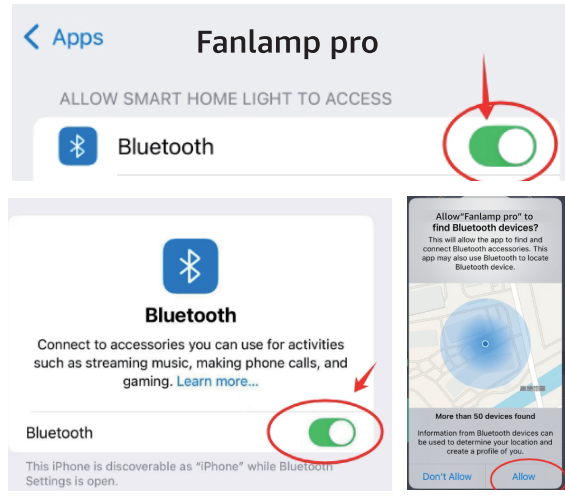 Apps
Fanlamp pro
ALLOW SMART HOME LIGHT TO ACCESS
Bluetooth
Bluetooth
Connect to accessories you can use for activities
such as streaming music, making phone calls, and
gaming. Learn more...
Bluetooth
This iPhone is discoverable as “iPhone” while Bluetooth
Settings is open.
Allow“Fanlamp pro” to
find Bluetooth devices?
This will allow the app to find and
connect Bluetooth accessories. This
app may also use Bluetooth to locate
Bluetooth device.
More than 50 devices found
Information from Bluetooth devices can
be used to determine your location and
create a profile of you.
Don't Allow
Allow